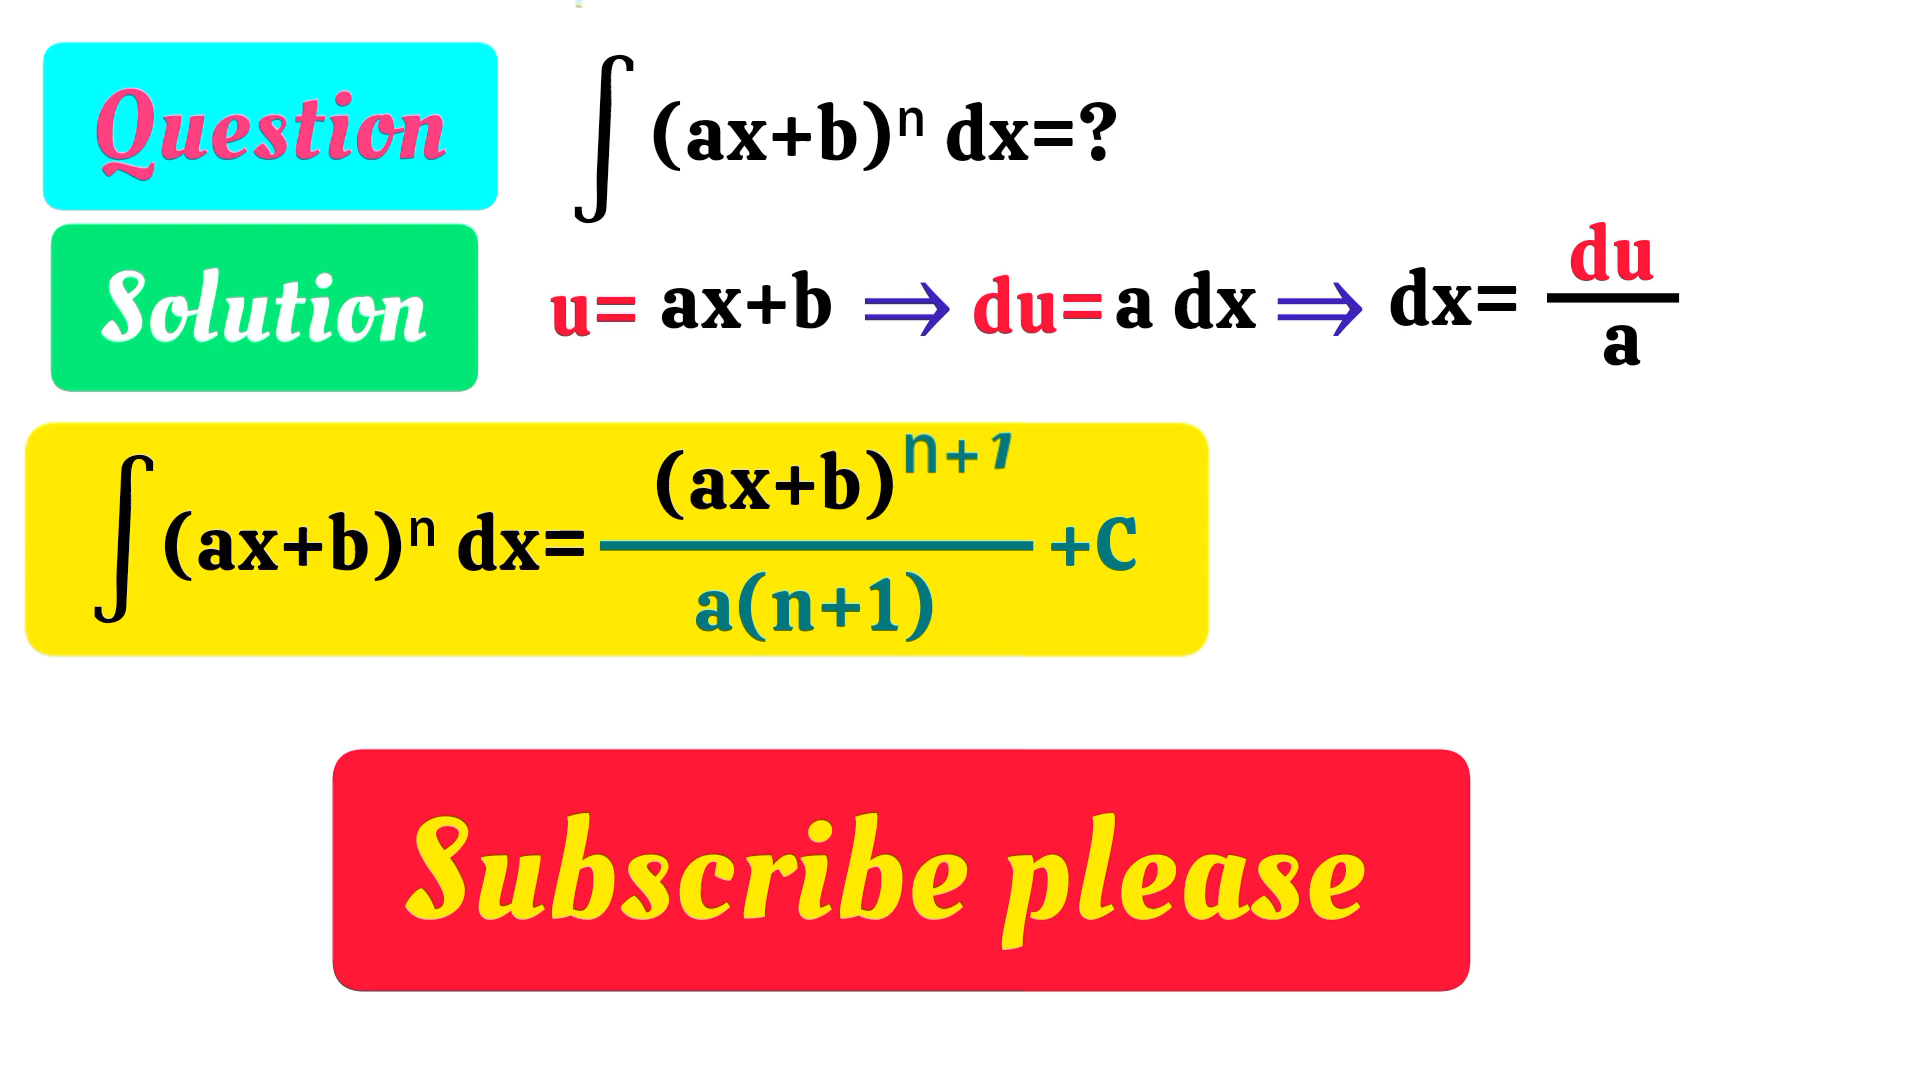 Question
∫ (ax+b)ⁿ dx=?
Solution
u= ax+b ⟹ du= a dx ⟹ dx= du/a
∫ (ax+b)ⁿ dx= (ax+b)ⁿ⁺¹/a(n+1) +C
Subscribe please